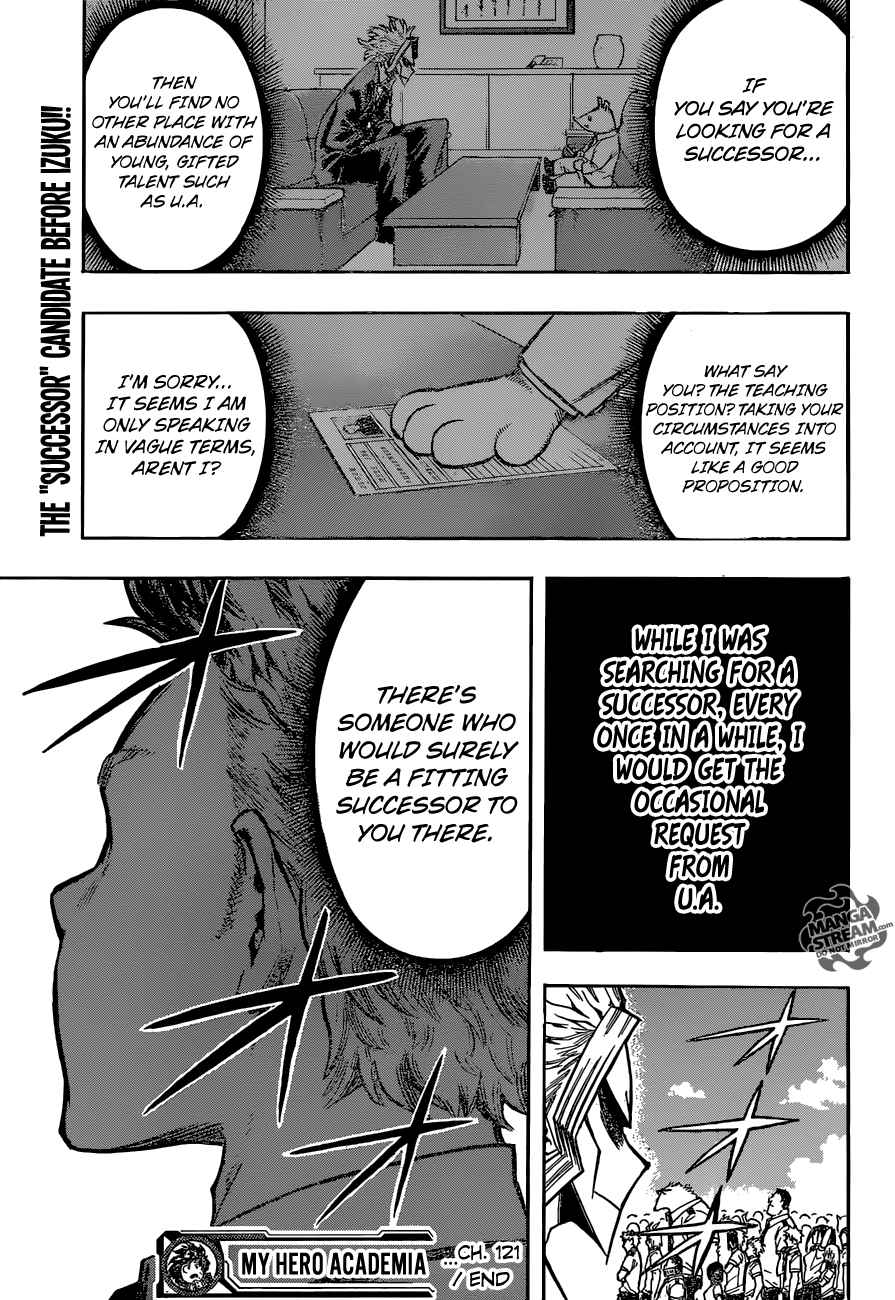 IF
YOU SAY YOU'RE
LOOKING FOR A
SUCCESSOR...
THEN
YOU'LL FIND NO
OTHER PLACE WITH
AN ABUNDANCE OF
YOUNG, GIFTED
TALENT SUCH
AS U.A.
THE "SUCCESSOR" CANDIDATE BEFORE IZUKU!!!
WHAT SAY
YOU? THE TEACHING
POSITION? TAKING YOUR
CIRCUMSTANCES INTO
ACCOUNT, IT SEEMS
LIKE A GOOD
PROPOSITION.
I'M SORRY...
IT SEEMS I AM
ONLY SPEAKING
IN VAGUE TERMS,
ARENT I?
WHILE I WAS
SEARCHING FOR A
SUCCESSOR, EVERY
ONCE IN A WHILE, I
WOULD GET THE
OCCASIONAL
REQUEST
FROM
U.A.
THERE'S
SOMEONE WHO
WOULD SURELY
BE A FITTING
SUCCESSOR TO
YOU THERE.
MANGA
STREAM.com
DO NOT MIRROR
MY HERO ACADEMIA
...CH. 121
/ END